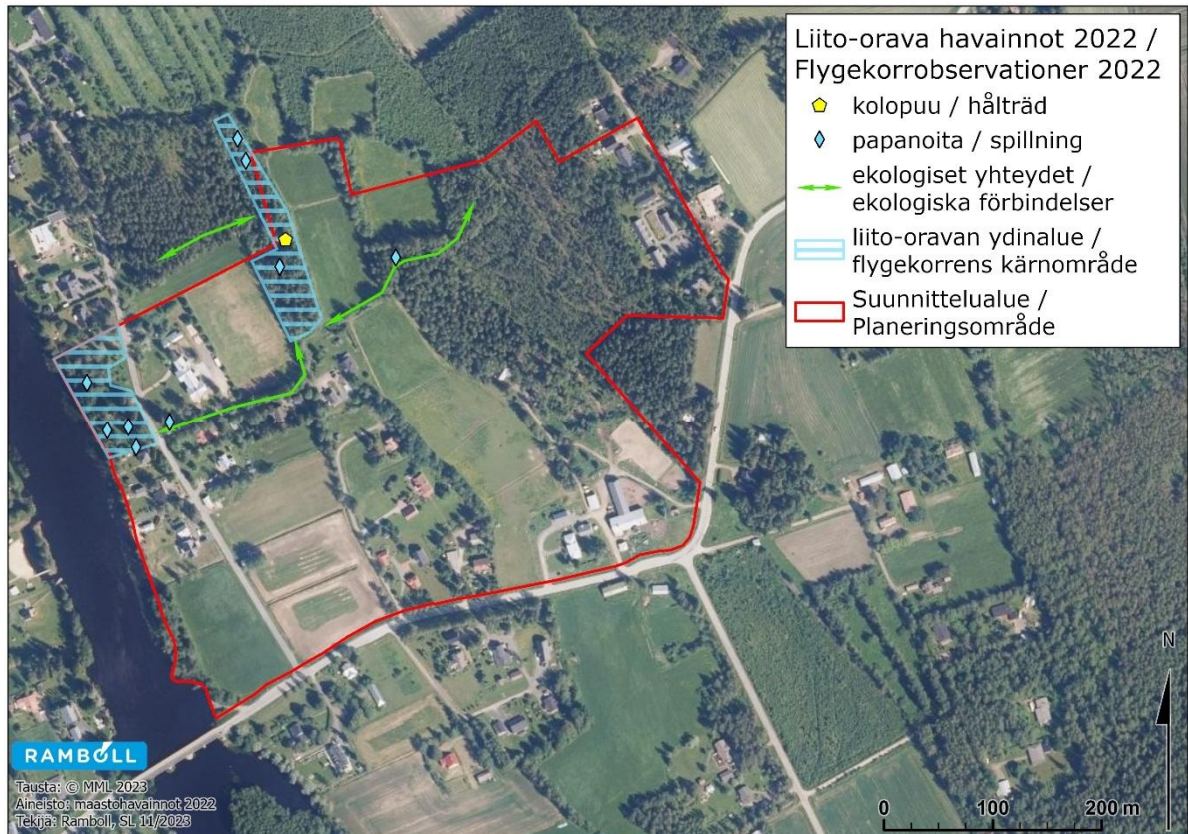 Liito-orava havainnot 2022 /
Flygekorrobservationer 2022
kolopuu / hålträd
papanoita / spillning
ekologiset yhteydet /
ekologiska förbindelser
liito-oravan ydinalue /
flygekorrens kärnområde
Suunnittelualue /
Planeringsområde
N
RAMBOLL
Tausta: © MML 2023
Aineisto: maastohavainnot 2022
Tekijä: Ramboll, SL 11/2023
0 100 200 m